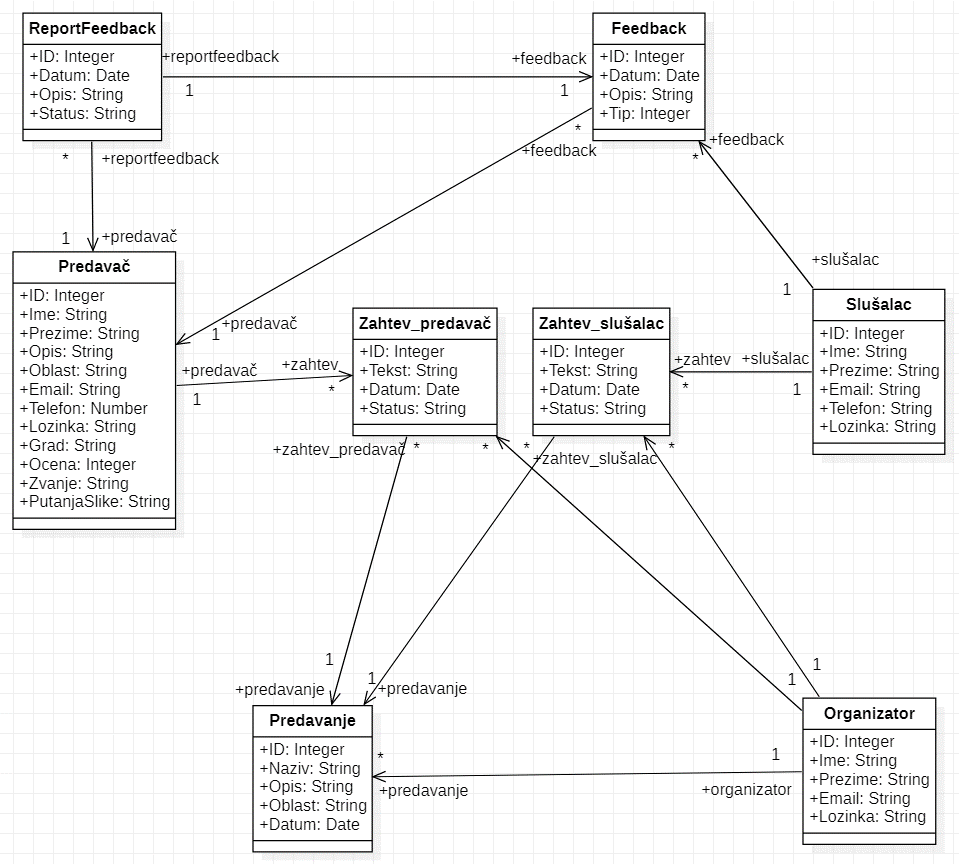 ReportFeedback
+ID: Integer
+Datum: Date
+Opis: String
+Status: String
+reportfeedback
1
+feedback
1
Feedback
+ID: Integer
+Datum: Date
+Opis: String
+Tip: Integer
*
+reportfeedback
1
+predavač
*
+feedback
1
+predavač
+feedback
*
+slušalac
1
Predavač
+ID: Integer
+Ime: String
+Prezime: String
+Opis: String
+Oblast: String
+Email: String
+Telefon: Number
+Lozinka: String
+Grad: String
+Ocena: Integer
+Zvanje: String
+PutanjaSlike: String
+predavač
1
+zahtev
*
Zahtev_predavač
+ID: Integer
+Tekst: String
+Datum: Date
+Status: String
Zahtev_slušalac
+ID: Integer
+Tekst: String
+Datum: Date
+Status: String
+zahtev
*
+slušalac
1
Slušalac
+ID: Integer
+Ime: String
+Prezime: String
+Email: String
+Telefon: String
+Lozinka: String
+zahtev_predavač
*
*
*
+zahtev_slušalac
*
1
+predavanje
1
+predavanje
1
1
Predavanje
+ID: Integer
+Naziv: String
+Opis: String
+Oblast: String
+Datum: Date
*
+predavanje
1
+organizator
Organizator
+ID: Integer
+Ime: String
+Prezime: String
+Email: String
+Lozinka: String